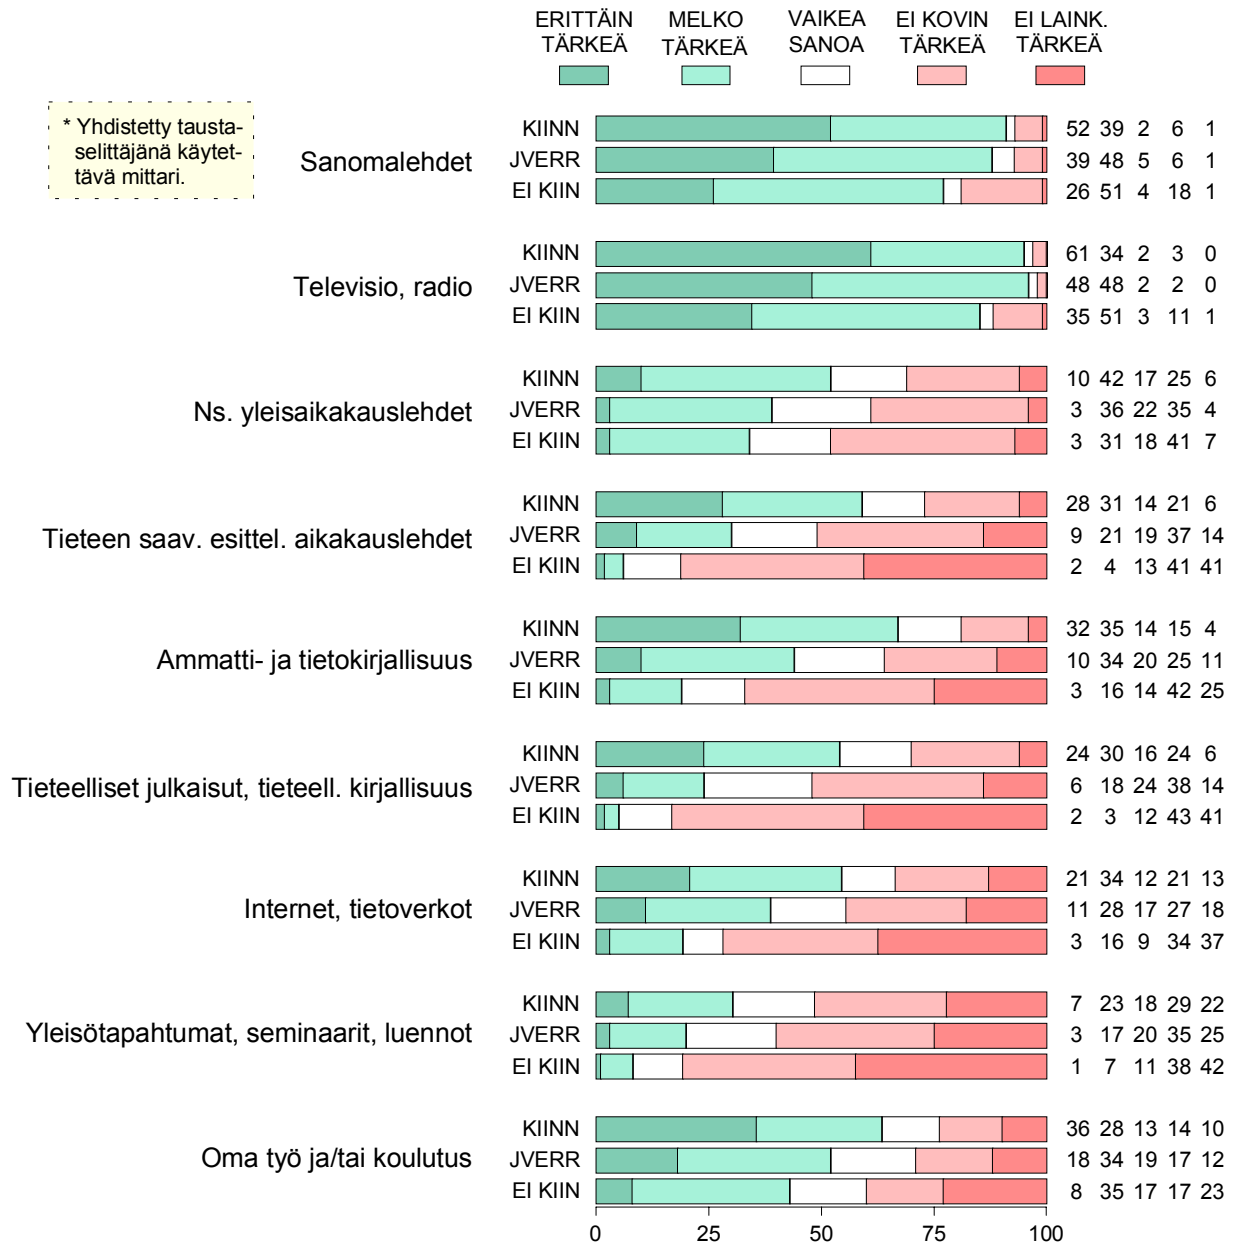 ERITTÄIN TÄRKEÄ
MELKO TÄRKEÄ
VAIKEA SANOA
EI KOVIN TÄRKEÄ
EI LAINK. TÄRKEÄ
* Yhdistetty tausta-
selittäjänä käytet-
tävä mittari.
Sanomalehdet
KIINN 52 39 2 6 1
JVERR 39 48 5 6 1
EI KIIN 26 51 4 18 1
Televisio, radio
KIINN 61 34 2 3 0
JVERR 48 48 2 2 0
EI KIIN 35 51 3 11 1
Ns. yleisaikakauslehdet
KIINN 10 42 17 25 6
JVERR 3 36 22 35 4
EI KIIN 3 31 18 41 7
Tieteen saav. esittel. aikakauslehdet
KIINN 28 31 14 21 6
JVERR 9 21 19 37 14
EI KIIN 2 4 13 41 41
Ammatti- ja tietokirjallisuus
KIINN 32 35 14 15 4
JVERR 10 34 20 25 11
EI KIIN 3 16 14 42 25
Tieteelliset julkaisut, tieteell. kirjallisuus
KIINN 24 30 16 24 6
JVERR 6 18 24 38 14
EI KIIN 2 3 12 43 41
Internet, tietoverkot
KIINN 21 34 12 21 13
JVERR 11 28 17 27 18
EI KIIN 3 16 9 34 37
Yleisötapahtumat, seminaarit, luennot
KIINN 7 23 18 29 22
JVERR 3 17 20 35 25
EI KIIN 1 7 11 38 42
Oma työ ja/tai koulutus
KIINN 36 28 13 14 10
JVERR 18 34 19 17 12
EI KIIN 8 35 17 17 23
0 25 50 75 100